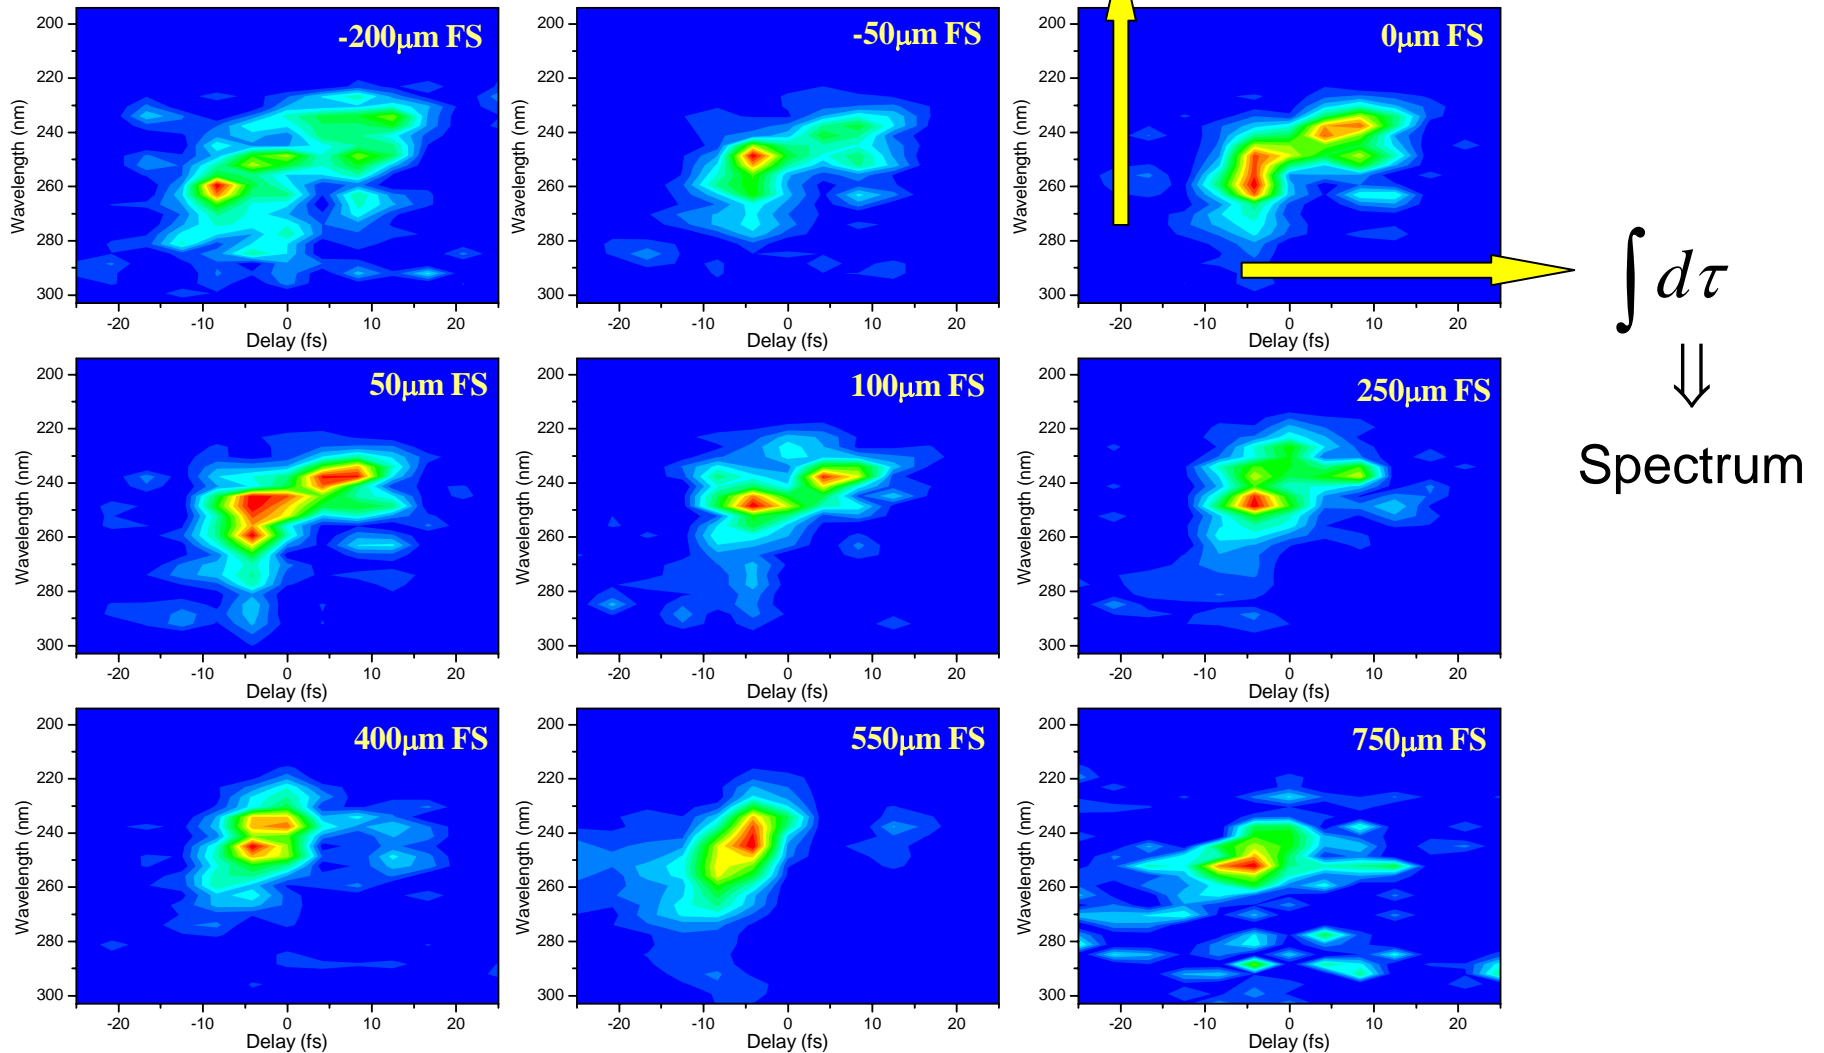 -200μm FS
200
220
240
260
280
300
Wavelength (nm)
-20 -10 0 10 20
Delay (fs)
-50μm FS
200
220
240
260
280
300
Wavelength (nm)
-20 -10 0 10 20
Delay (fs)
0μm FS
200
220
240
260
280
300
Wavelength (nm)
-20 -10 0 10 20
Delay (fs)
∫ dτ
⇓
Spectrum
50μm FS
200
220
240
260
280
300
Wavelength (nm)
-20 -10 0 10 20
Delay (fs)
100μm FS
200
220
240
260
280
300
Wavelength (nm)
-20 -10 0 10 20
Delay (fs)
250μm FS
200
220
240
260
280
300
Wavelength (nm)
-20 -10 0 10 20
Delay (fs)
400μm FS
200
220
240
260
280
300
Wavelength (nm)
-20 -10 0 10 20
Delay (fs)
550μm FS
200
220
240
260
280
300
Wavelength (nm)
-20 -10 0 10 20
Delay (fs)
750μm FS
200
220
240
260
280
300
Wavelength (nm)
-20 -10 0 10 20
Delay (fs)